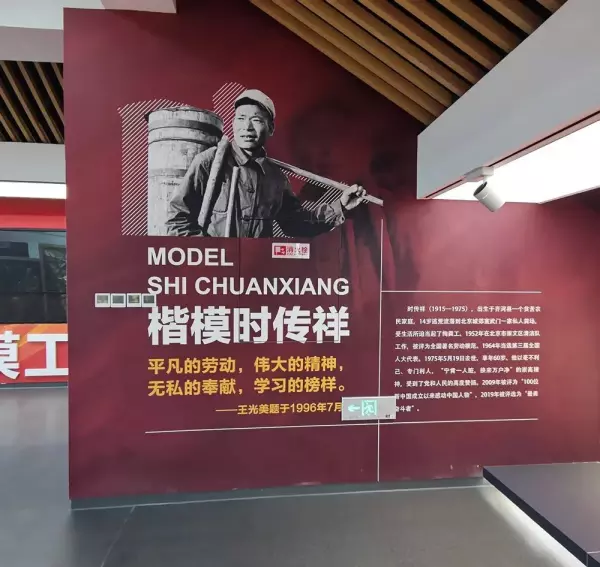 MODEL
SHI CHUANXIANG
楷模时传祥
平凡的劳动，伟大的精神，
无私的奉献，学习的榜样。
——王光美题于1996年7月
消火栓
模工
时传祥（1915—1975），出生于齐河县一个贫苦农
民家庭。14岁逃荒流落到北京城郊宣武门一家私人粪场，
受生活所迫当起了掏粪工。1952年在北京市崇文区清洁队
工作，被评为全国著名劳动模范。1964年当选第三届全国
人大代表。1975年5月19日去世，享年60岁。他以毫不利
己、专门利人、“宁肯一人脏，换来万户净”的崇高精
神，受到了党和人民的高度赞扬。2009年被评为“100位
新中国成立以来感动中国人物”，2019年被评选为“最美
奋斗者”。